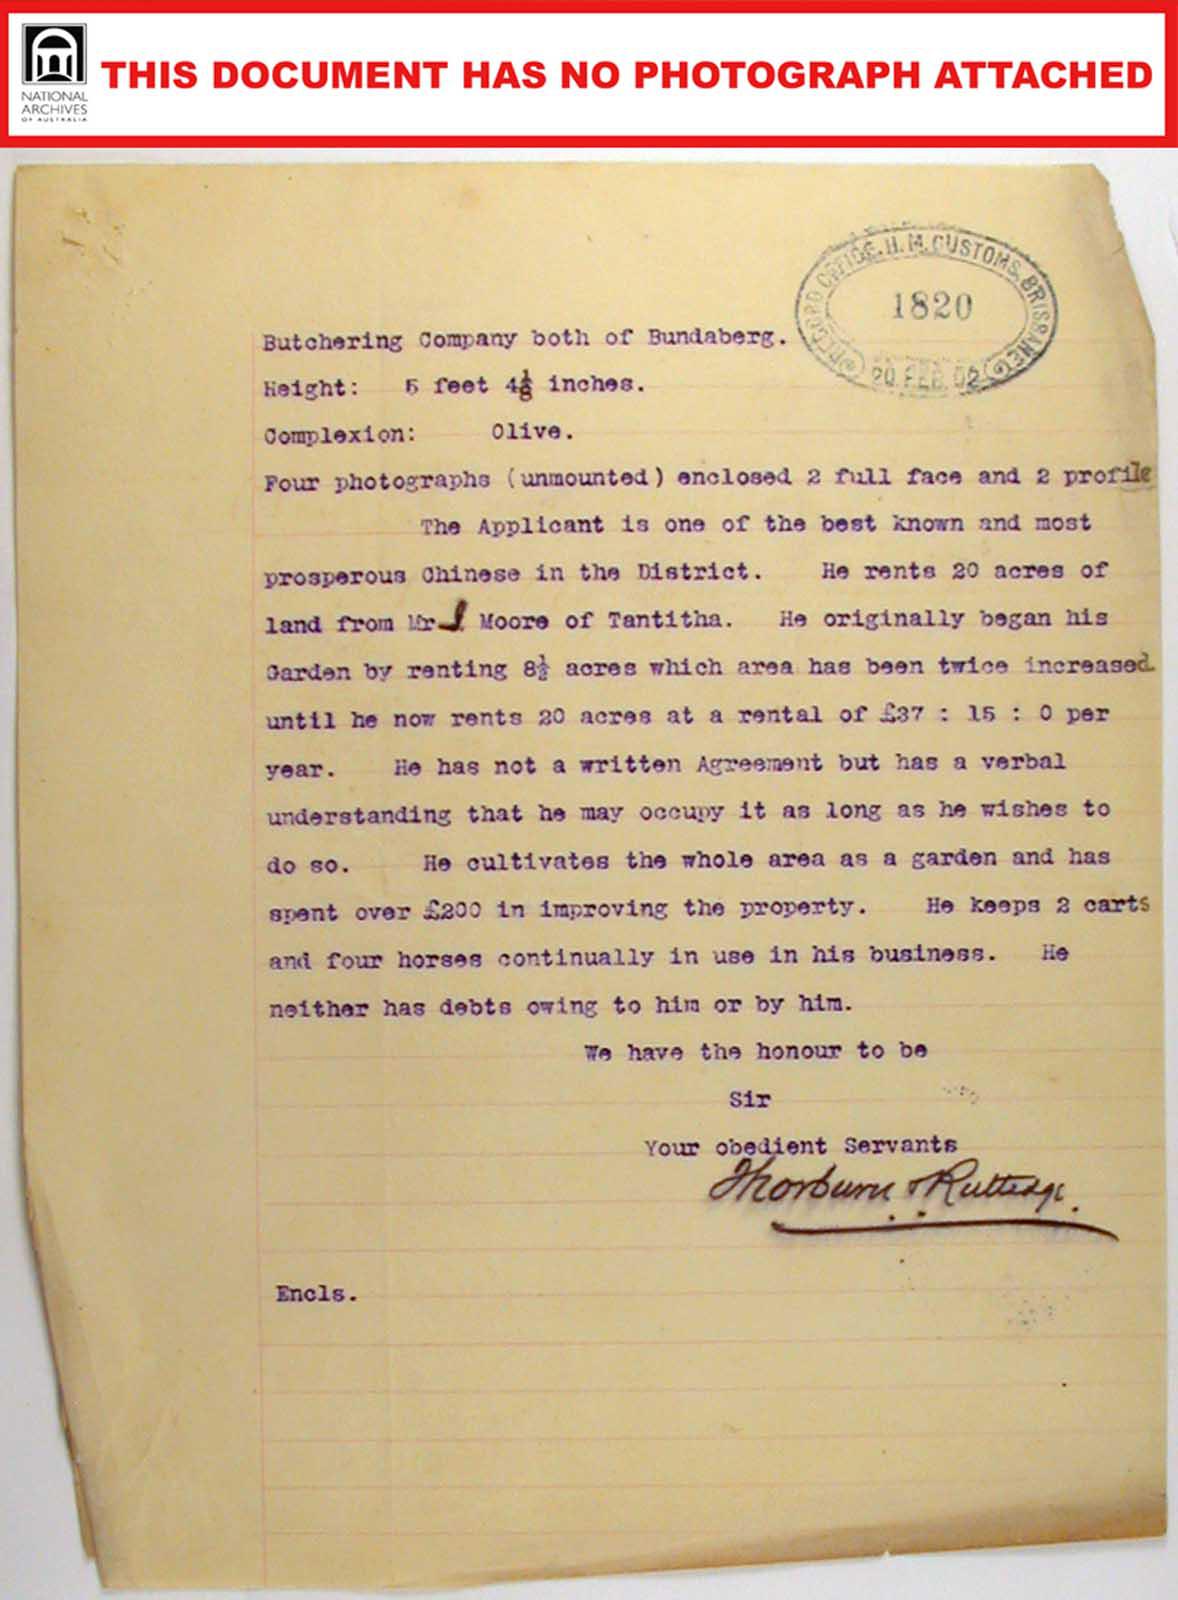 NATIONAL
ARCHIVES
OF AUSTRALIA
THIS DOCUMENT HAS NO PHOTOGRAPH ATTACHED
RECORD OFFICE. H. M. CUSTOMS, BRISBANE
1820
20 FEB. 02
Butchering Company both of Bundaberg.
Height: 5 feet 4⅛ inches.
Complexion: Olive.
Four photographs (unmounted) enclosed 2 full face and 2 profile
The Applicant is one of the best known and most
prosperous Chinese in the District. He rents 20 acres of
land from Mr J. Moore of Tantitha. He originally began his
Garden by renting 8½ acres which area has been twice increased
until he now rents 20 acres at a rental of £37 : 15 : 0 per
year. He has not a written Agreement but has a verbal
understanding that he may occupy it as long as he wishes to
do so. He cultivates the whole area as a garden and has
spent over £200 in improving the property. He keeps 2 carts
and four horses continually in use in his business. He
neither has debts owing to him or by him.
We have the honour to be
Sir
Your obedient Servants
Thorburn & Rutledge.
Encls.